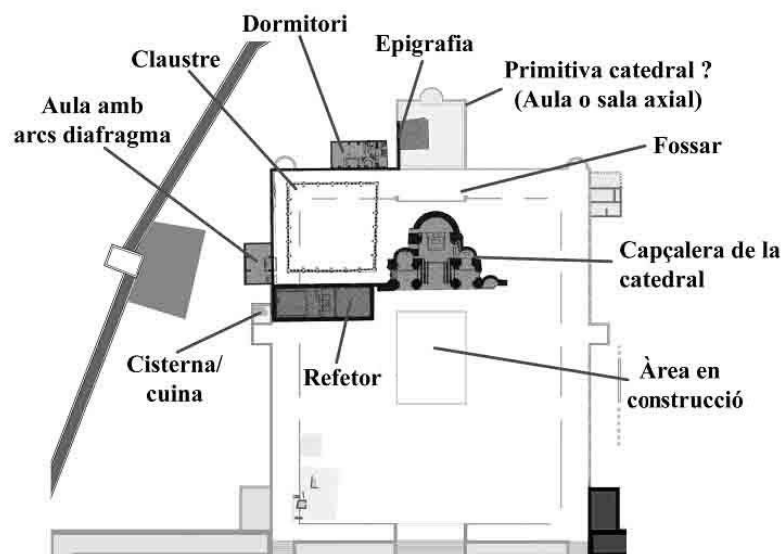 Dormitori
Claustre
Epigrafia
Primitiva catedral ?
(Aula o sala axial)
Aula amb
arcs diafragma
Fossar
Capçalera de la
catedral
Cisterna/
cuina
Refetor
Àrea en
construcció